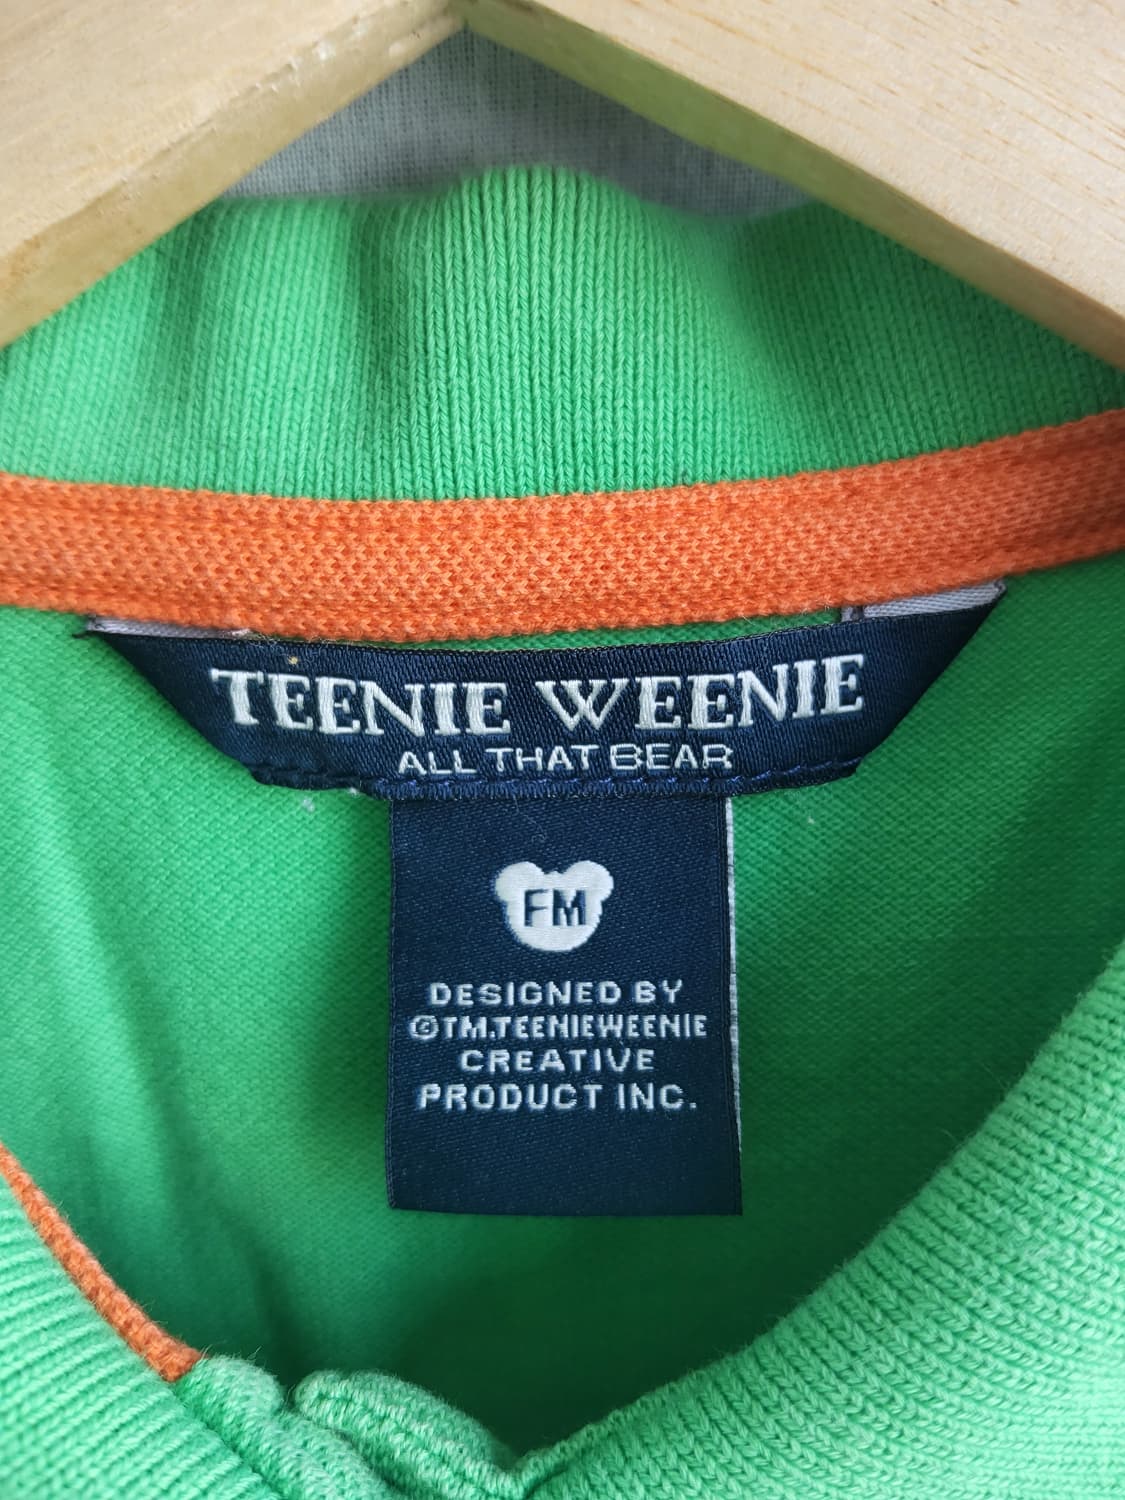 TEENIE WEENIE
ALL THAT BEAR
FM
DESIGNED BY
©TM.TEENIEWEENIE
CREATIVE
PRODUCT INC.